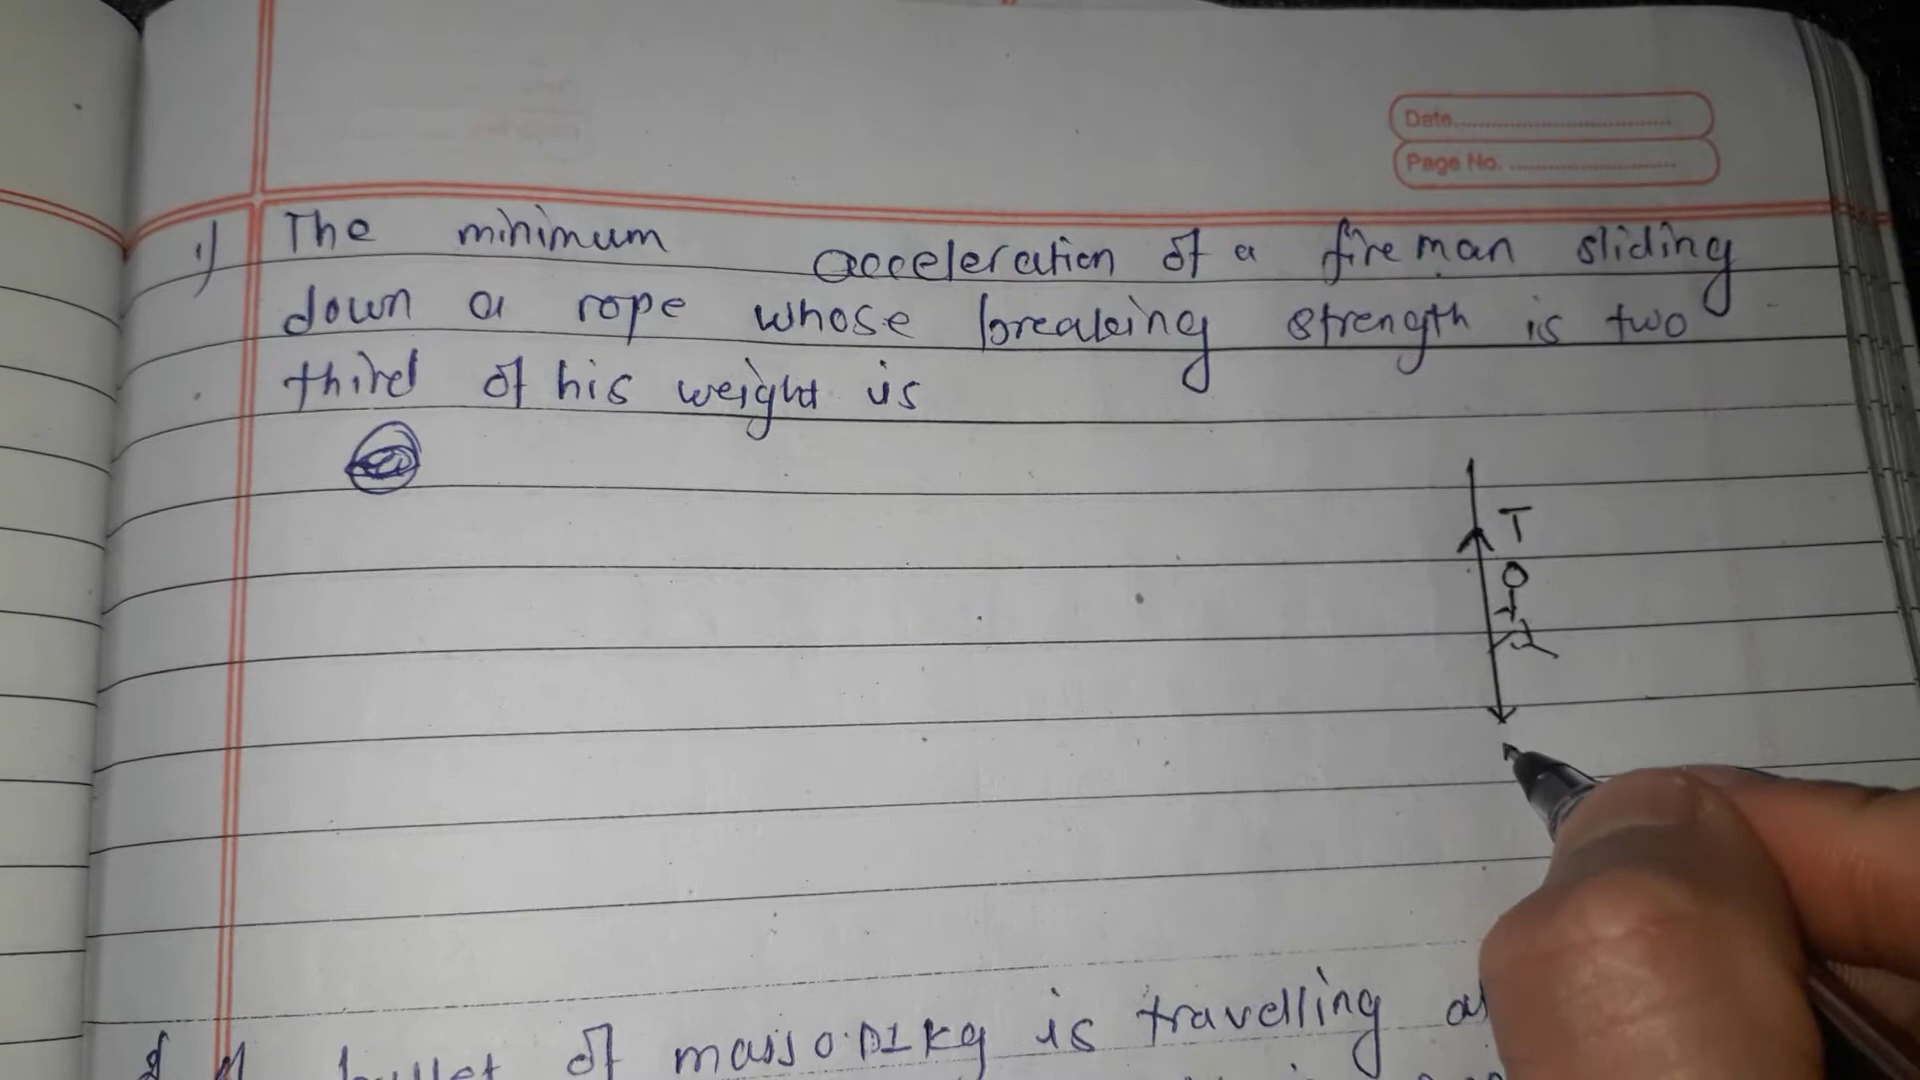 Date
Page No.
1) The minimum acceleration of a fireman sliding
down a rope whose breaking strength is two
third of his weight is
T
bullet of mass 0.01 kg is travelling